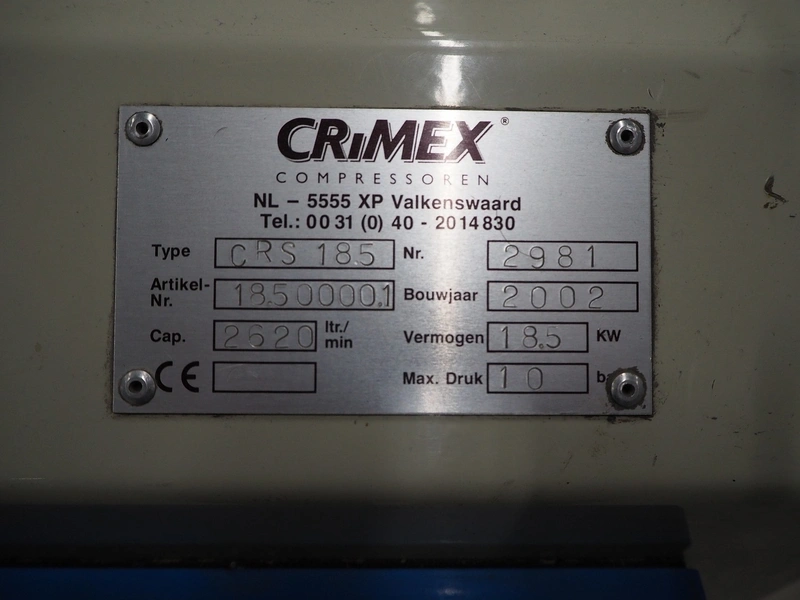 CRiMEX®
COMPRESSOREN
NL – 5555 XP Valkenswaard
Tel.: 00 31 (0) 40 - 2014830
Type CRS 18.5 Nr. 2981
Artikel-Nr. 18.50000.1 Bouwjaar 2002
Cap. 2620 ltr./min Vermogen 18.5 KW
CE Max. Druk 10